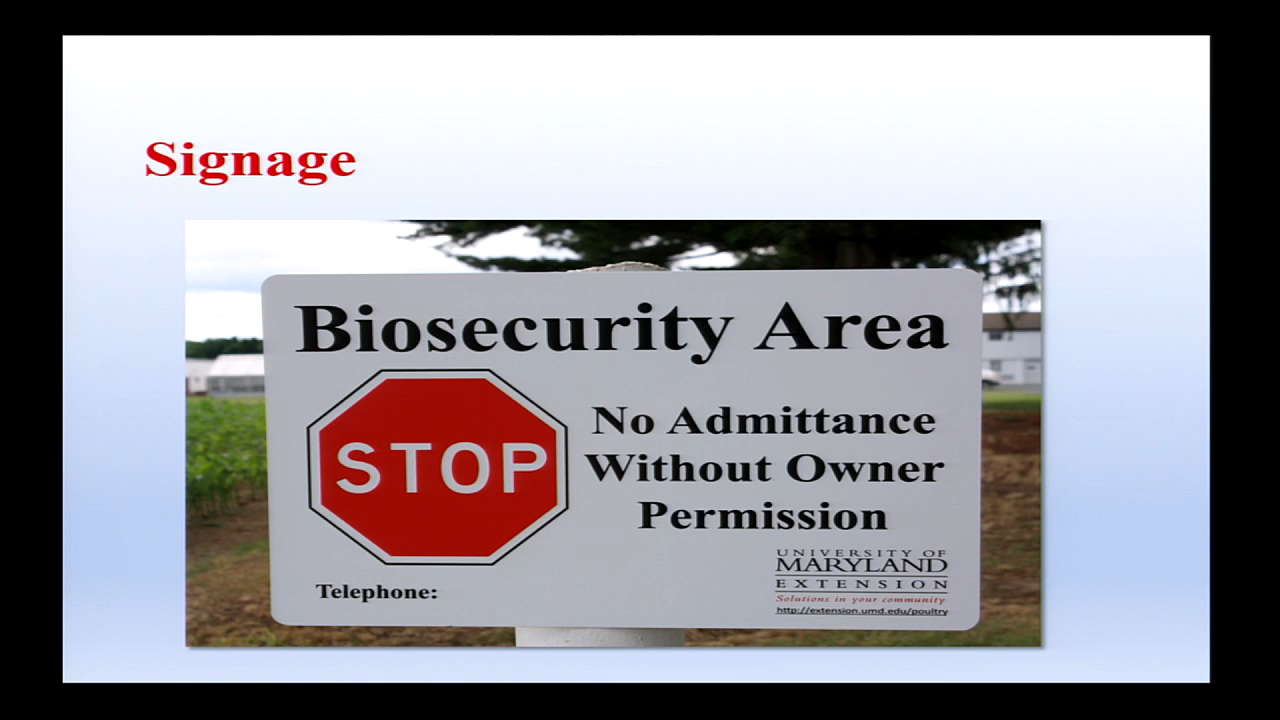 Signage
Biosecurity Area
STOP
No Admittance
Without Owner
Permission
Telephone:
UNIVERSITY OF
MARYLAND
EXTENSION
Solutions in your community
http://extension.umd.edu/poultry